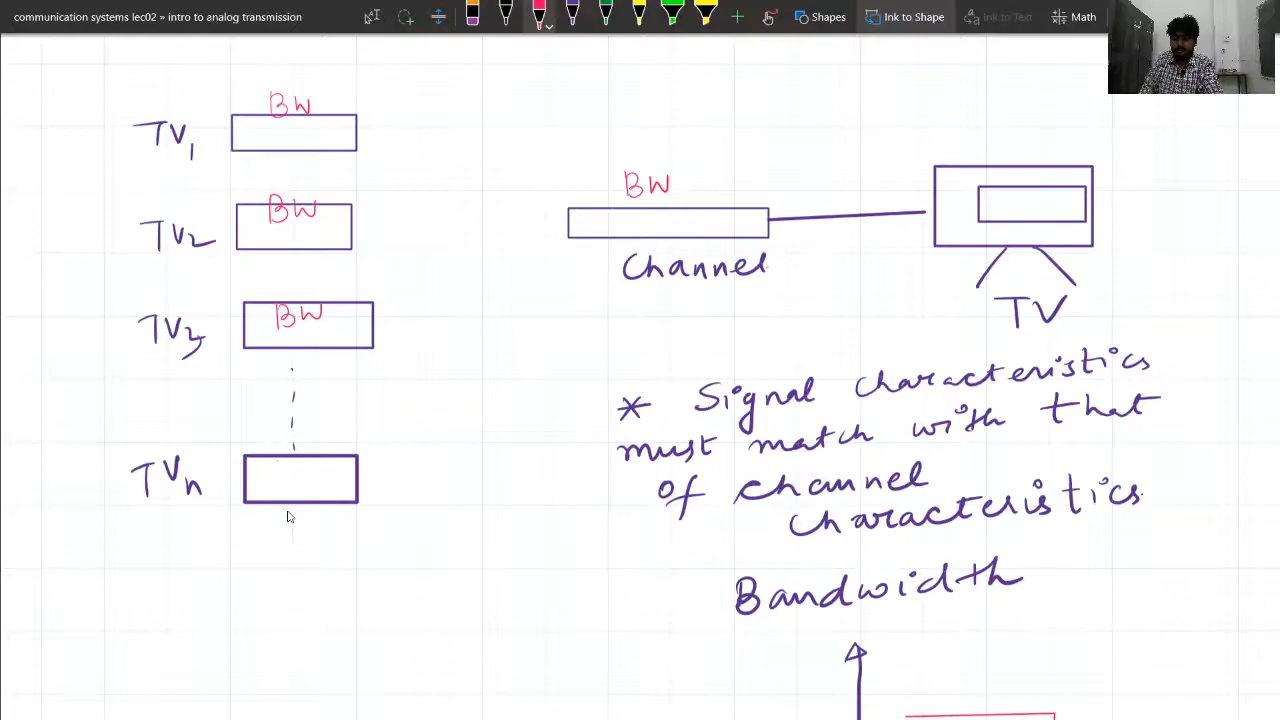 communication systems lec02 » intro to analog transmission
Shapes
Ink to Shape
Ink to Text
Math
BW
TV1
BW
TV2
BW
TV3
TVn
BW
Channel
TV
* Signal characteristics
must match with that
of channel
characteristics
Bandwidth